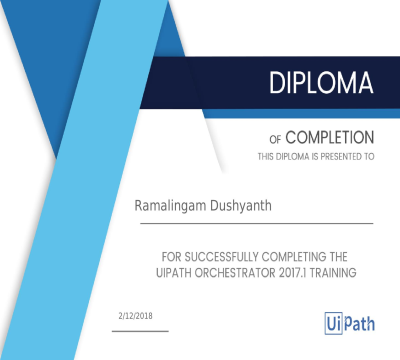 DIPLOMA
OF COMPLETION
THIS DIPLOMA IS PRESENTED TO
Ramalingam Dushyanth
FOR SUCCESSFULLY COMPLETING THE
UIPATH ORCHESTRATOR 2017.1 TRAINING
2/12/2018
UiPath